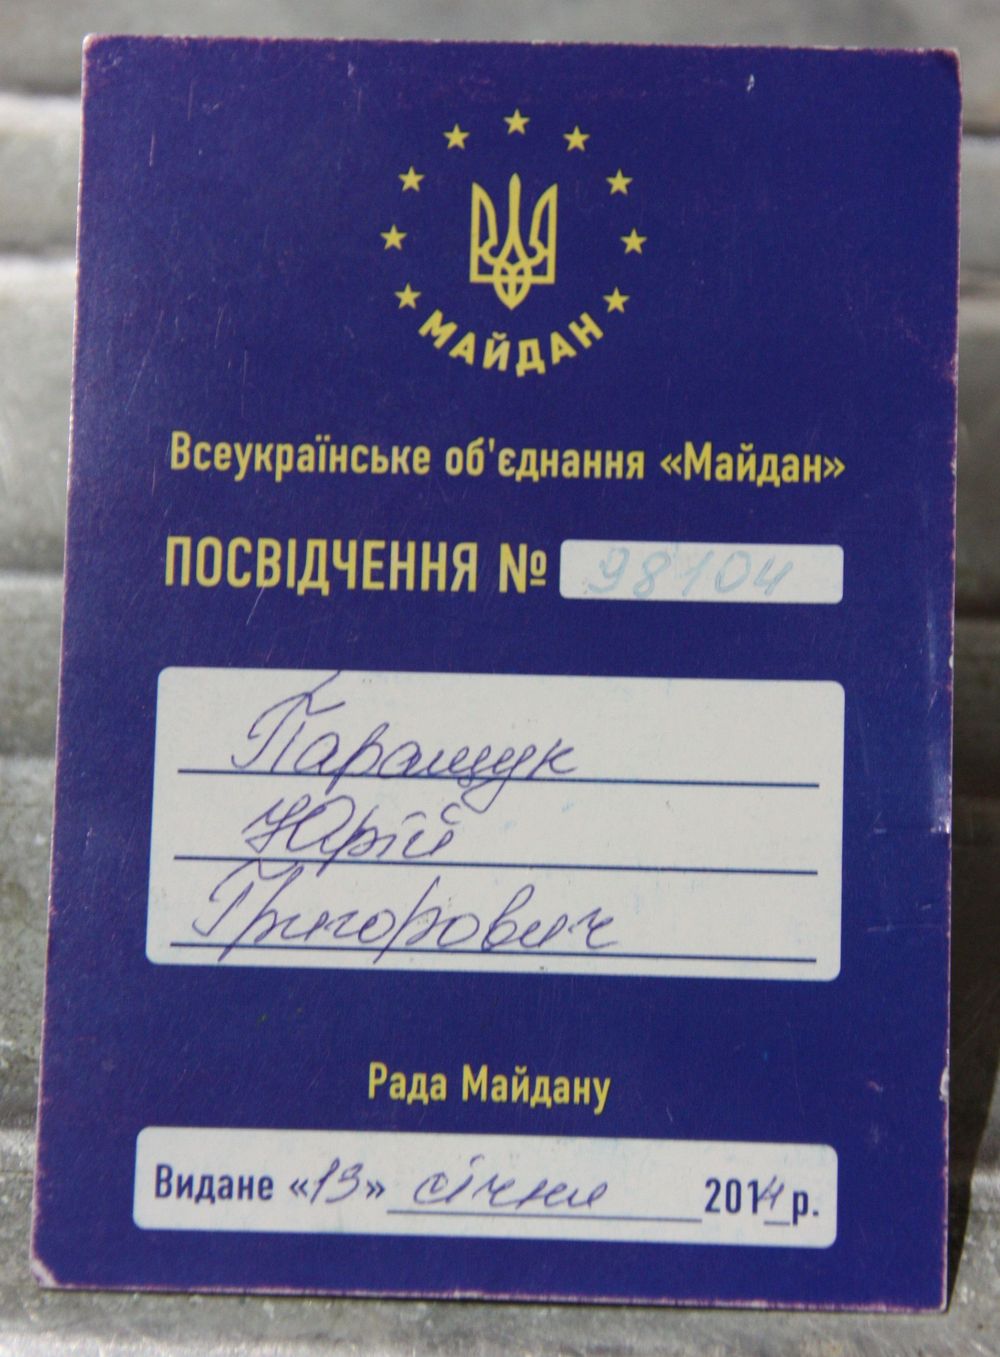 МАЙДАН
Всеукраїнське об'єднання «Майдан»
ПОСВІДЧЕННЯ № 98104
Паращук
Юрій
Григорович
Рада Майдану
Видане «13» січня 2014 р.